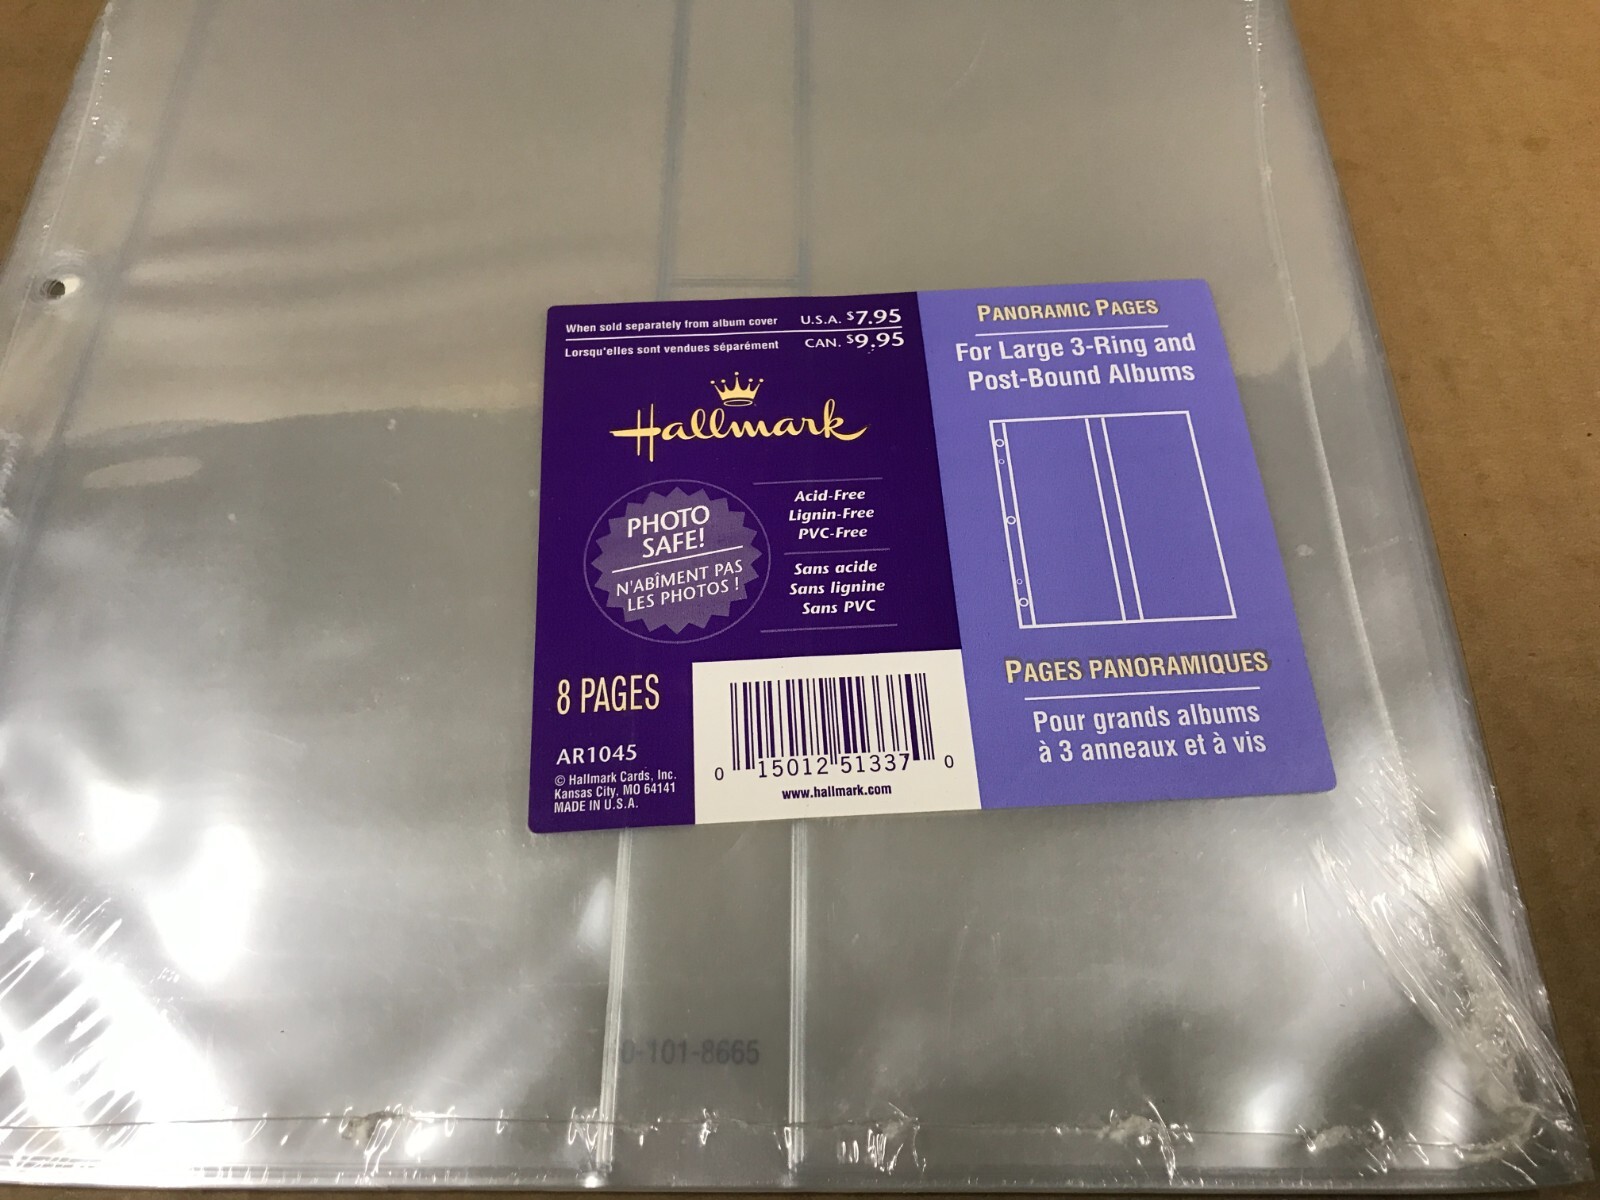 When sold separately from album cover U.S.A. $7.95
Lorsqu'elles sont vendues séparément CAN. $9.95
Hallmark
PHOTO
SAFE!
N'ABÎMENT PAS
LES PHOTOS !
Acid-Free
Lignin-Free
PVC-Free
Sans acide
Sans lignine
Sans PVC
8 PAGES
AR1045
© Hallmark Cards, Inc.
Kansas City, MO 64141
MADE IN U.S.A.
0 15012 51337 0
www.hallmark.com
PANORAMIC PAGES
For Large 3-Ring and
Post-Bound Albums
PAGES PANORAMIQUES
Pour grands albums
à 3 anneaux et à vis
0-101-8665